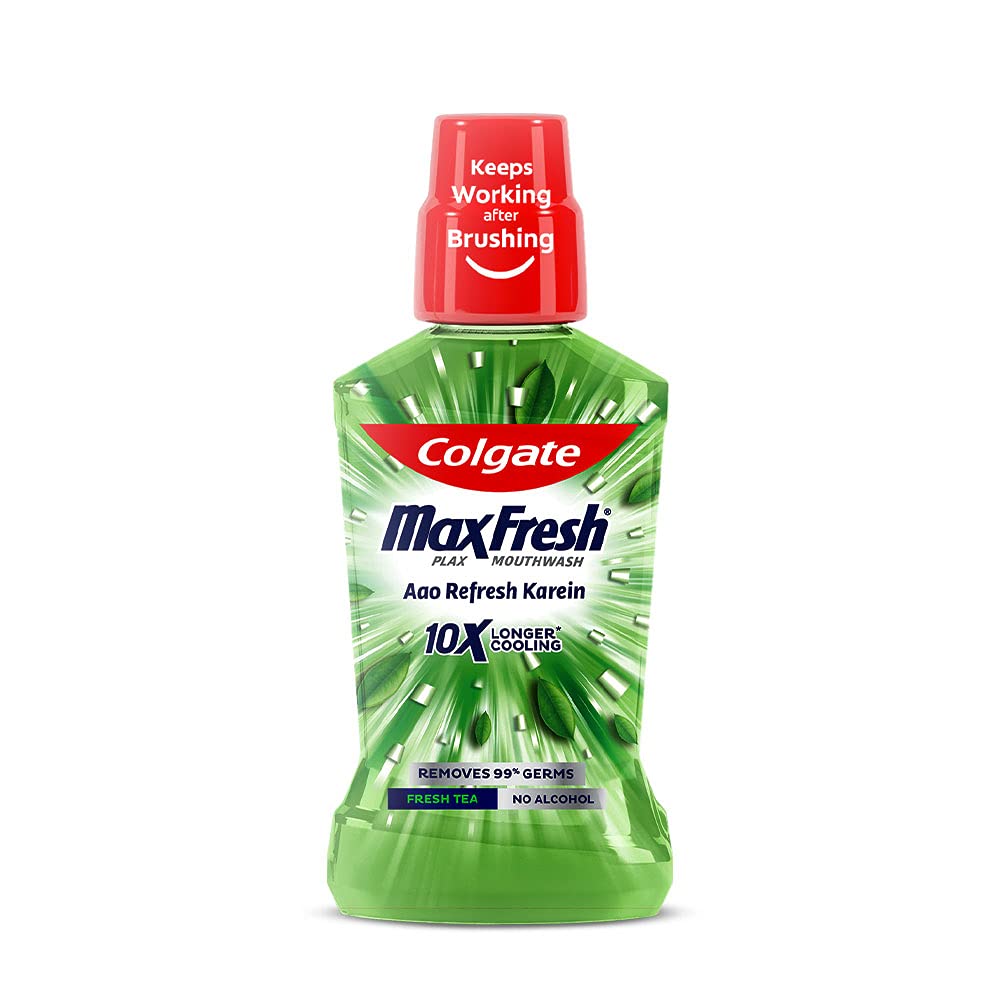 Keeps
Working
after
Brushing
Colgate
MaxFresh®
PLAX MOUTHWASH
Aao Refresh Karein
10X LONGER*
COOLING
REMOVES 99% GERMS
FRESH TEA NO ALCOHOL